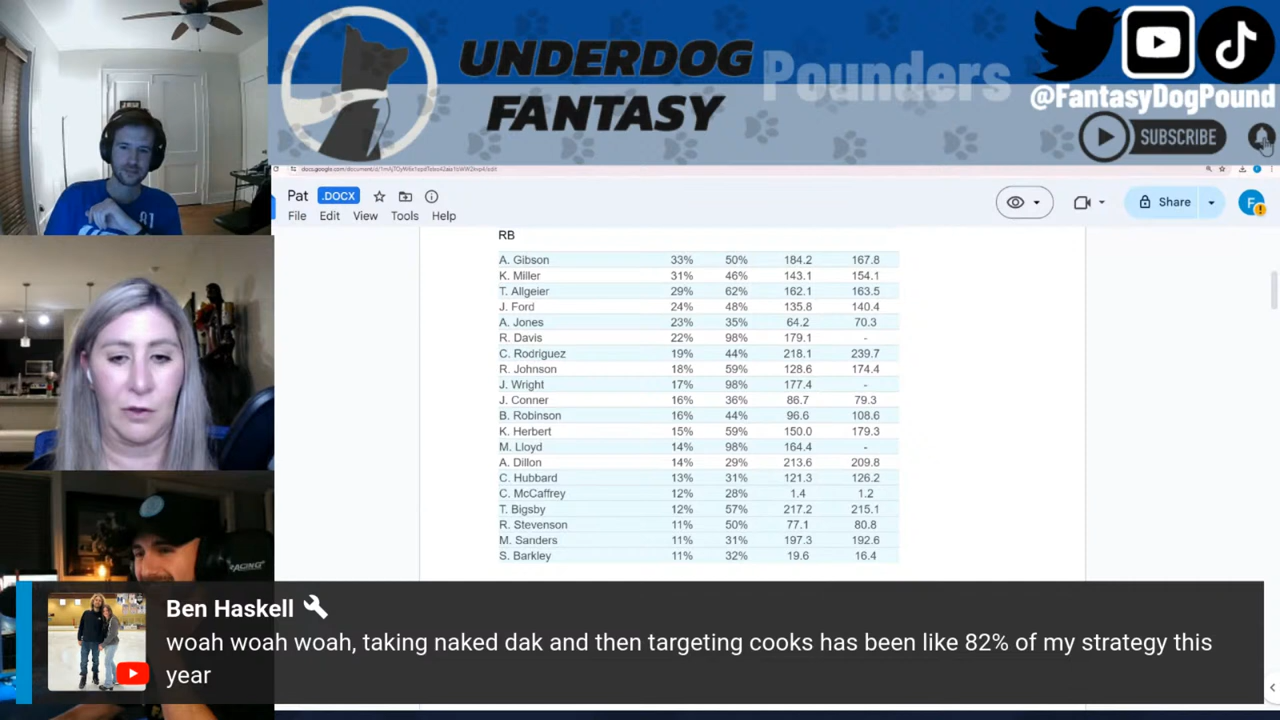 UNDERDOG
FANTASY
Pounders
@FantasyDogPound
SUBSCRIBE
Pat .DOCX
File Edit View Tools Help
Share
F
RB
A. Gibson 33% 50% 184.2 167.8
K. Miller 31% 46% 143.1 154.1
T. Allgeier 29% 62% 162.1 163.5
J. Ford 24% 48% 135.8 140.4
A. Jones 23% 35% 64.2 70.3
R. Davis 22% 98% 179.1 -
C. Rodriguez 19% 44% 218.1 239.7
R. Johnson 18% 59% 128.6 174.4
J. Wright 17% 98% 177.4 -
J. Conner 16% 36% 86.7 79.3
B. Robinson 16% 44% 96.6 108.6
K. Herbert 15% 59% 150.0 179.3
M. Lloyd 14% 98% 164.4 -
A. Dillon 14% 29% 213.6 209.8
C. Hubbard 13% 31% 121.3 126.2
C. McCaffrey 12% 28% 1.4 1.2
T. Bigsby 12% 57% 217.2 215.1
R. Stevenson 11% 50% 77.1 80.8
M. Sanders 11% 31% 197.3 192.6
S. Barkley 11% 32% 19.6 16.4
RACING
Ben Haskell
woah woah woah, taking naked dak and then targeting cooks has been like 82% of my strategy this
year